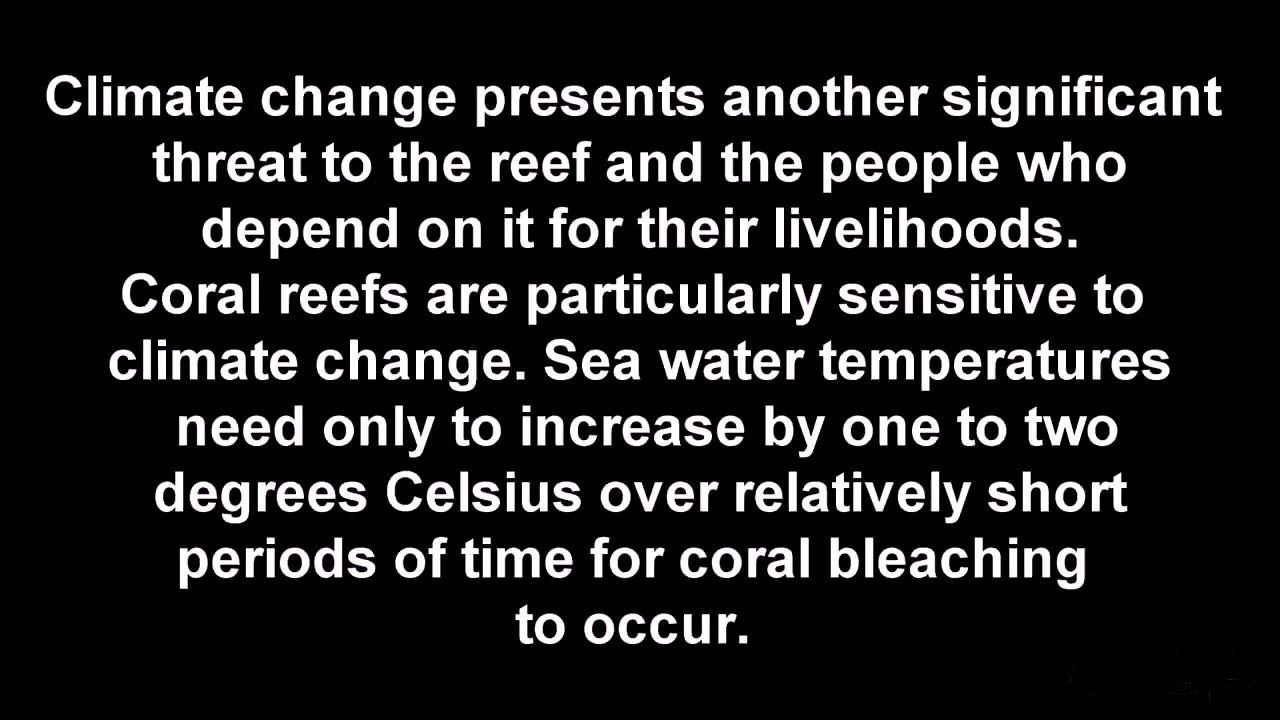 Climate change presents another significant
threat to the reef and the people who
depend on it for their livelihoods.
Coral reefs are particularly sensitive to
climate change. Sea water temperatures
need only to increase by one to two
degrees Celsius over relatively short
periods of time for coral bleaching
to occur.